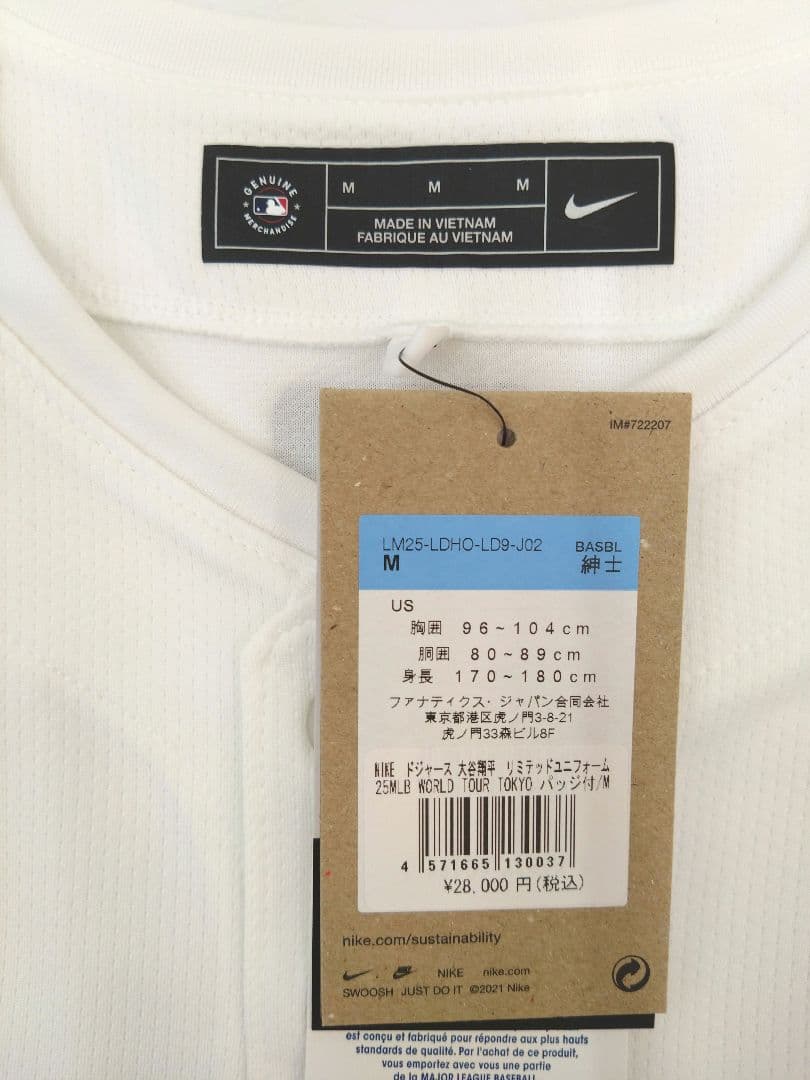 GENUINE
MERCHANDISE
M M M
MADE IN VIETNAM
FABRIQUE AU VIETNAM
IM#722207
LM25-LDHO-LD9-J02 BASBL
M 紳士
US
胸囲 96~104cm
胴囲 80~89cm
身長 170~180cm
ファナティクス・ジャパン合同会社
東京都港区虎ノ門3-8-21
虎ノ門33森ビル8F
NIKE ドジャース 大谷翔平 リミテッドユニフォーム
25MLB WORLD TOUR TOKYO パッジ付/M
4 571665 130037
¥28,000 円(税込)
nike.com/sustainability
NIKE nike.com
SWOOSH JUST DO IT ©2021 Nike
est conçu et fabriqué pour répondre aux plus hauts
standards de qualité. Par l'achat de ce produit,
vous emportez avec vous une partie
de la MAJOR LEAGUE BASEBALL